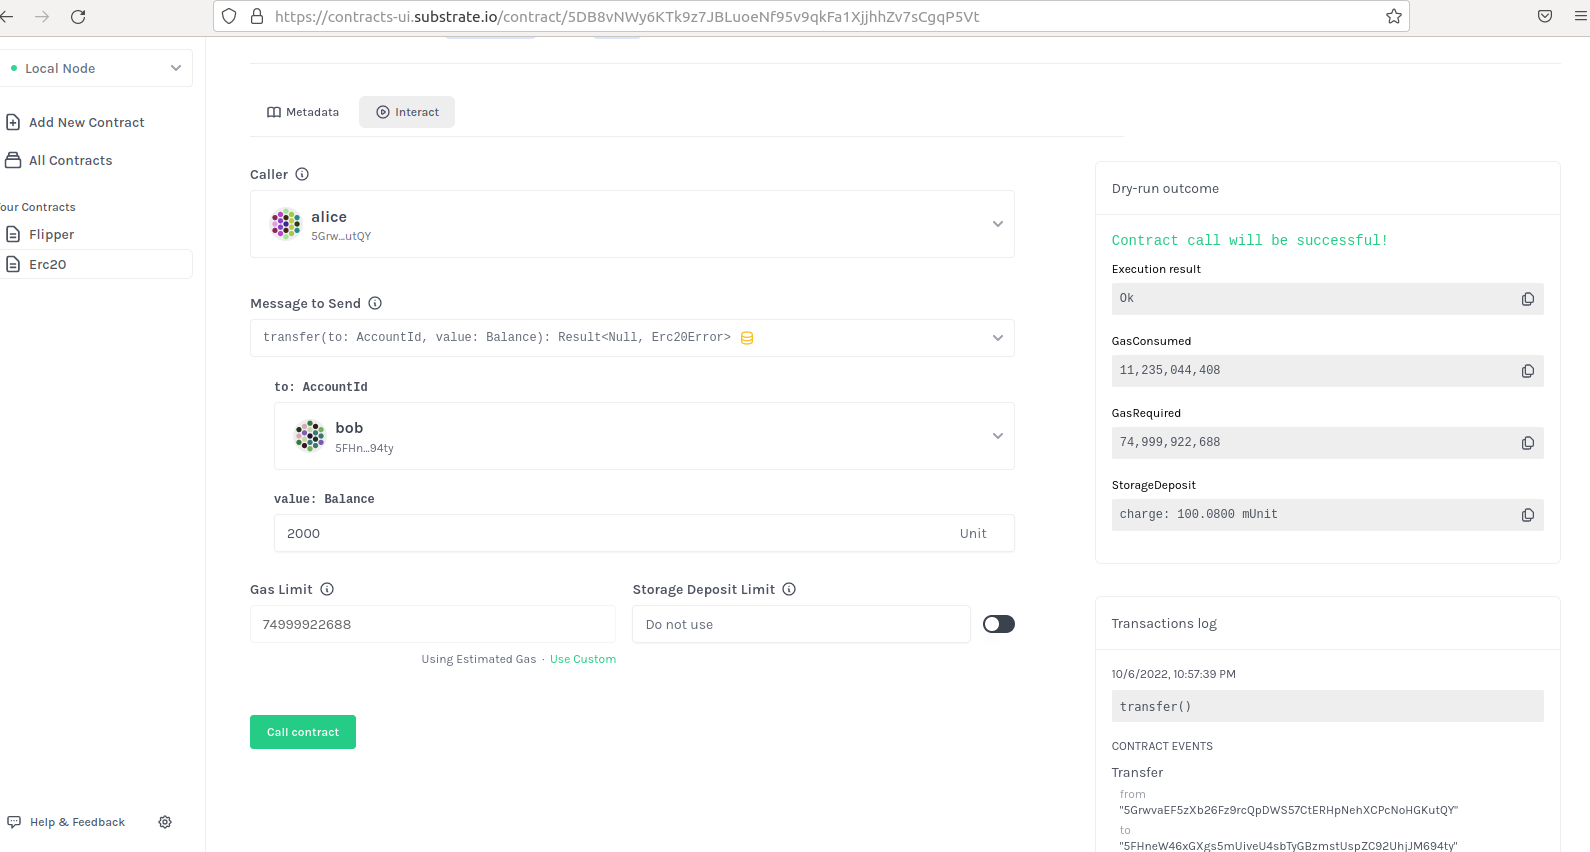 https://contracts-ui.substrate.io/contract/5DB8vNWy6KTk9z7JBLuoeNf95v9qkFa1XjjhhZv7sCgqP5Vt
Local Node
Add New Contract
All Contracts
our Contracts
Flipper
Erc20
Help & Feedback
Metadata
Interact
Caller
alice
5Grw...utQY
Message to Send
transfer(to: AccountId, value: Balance): Result<Null, Erc20Error>
to: AccountId
bob
5FHn...94ty
value: Balance
2000 Unit
Gas Limit
74999922688
Using Estimated Gas · Use Custom
Storage Deposit Limit
Do not use
Call contract
Dry-run outcome
Contract call will be successful!
Execution result
Ok
GasConsumed
11,235,044,408
GasRequired
74,999,922,688
StorageDeposit
charge: 100.0800 mUnit
Transactions log
10/6/2022, 10:57:39 PM
transfer()
CONTRACT EVENTS
Transfer
from
"5GrwvaEF5zXb26Fz9rcQpDWS57CtERHpNehXCPcNoHGKutQY"
to
"5FHneW46xGXgs5mUiveU4sbTyGBzmstUspZC92UhjJM694ty"